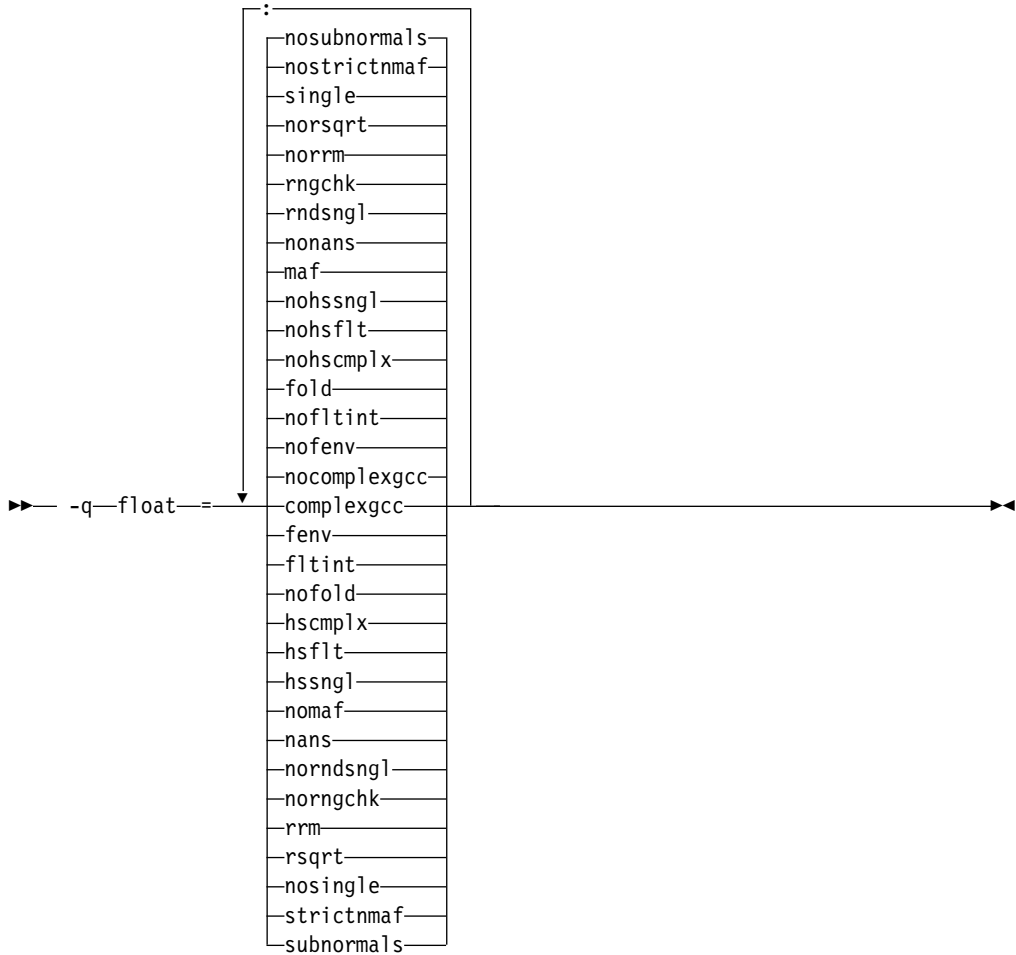 :
nosubnormals
nostrictnmaf
single
norsqrt
norrm
rngchk
rndsngl
nonans
maf
nohssngl
nohsflt
nohscmplx
fold
nofltint
nofenv
nocomplexgcc
-q float = complexgcc
fenv
fltint
nofold
hscmplx
hsflt
hssngl
nomaf
nans
norndsngl
norngchk
rrm
rsqrt
nosingle
strictnmaf
subnormals